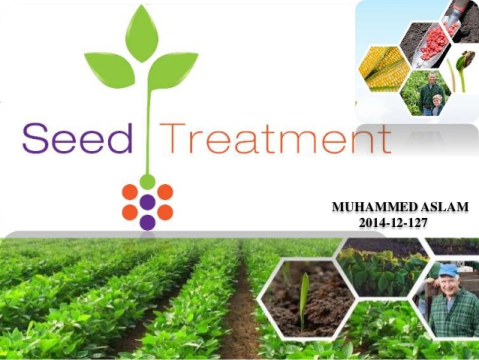 Seed Treatment
MUHAMMED ASLAM
2014-12-127